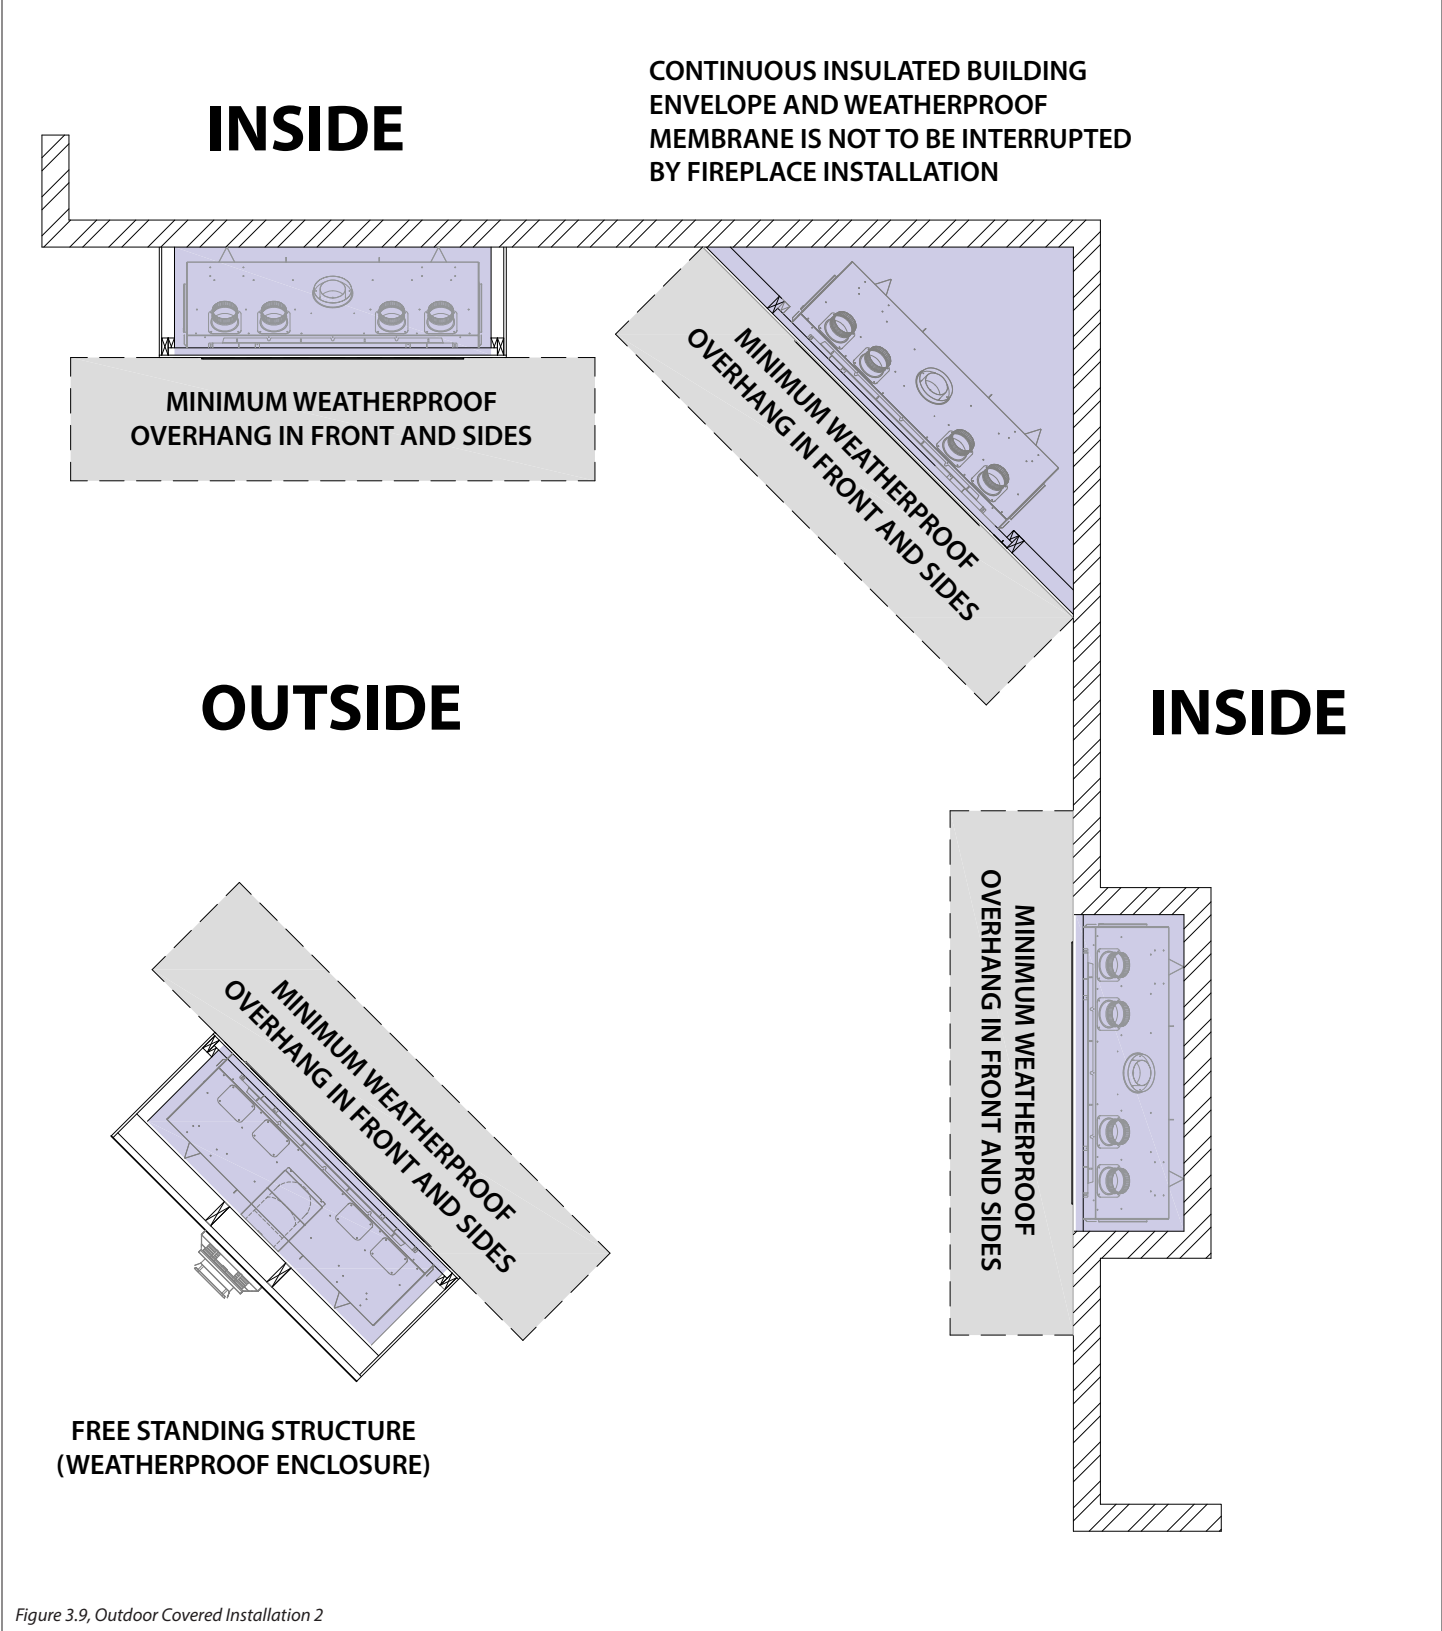 INSIDE
CONTINUOUS INSULATED BUILDING
ENVELOPE AND WEATHERPROOF
MEMBRANE IS NOT TO BE INTERRUPTED
BY FIREPLACE INSTALLATION
MINIMUM WEATHERPROOF
OVERHANG IN FRONT AND SIDES
MINIMUM WEATHERPROOF
OVERHANG IN FRONT AND SIDES
OUTSIDE
INSIDE
MINIMUM WEATHERPROOF
OVERHANG IN FRONT AND SIDES
MINIMUM WEATHERPROOF
OVERHANG IN FRONT AND SIDES
FREE STANDING STRUCTURE
(WEATHERPROOF ENCLOSURE)
Figure 3.9, Outdoor Covered Installation 2